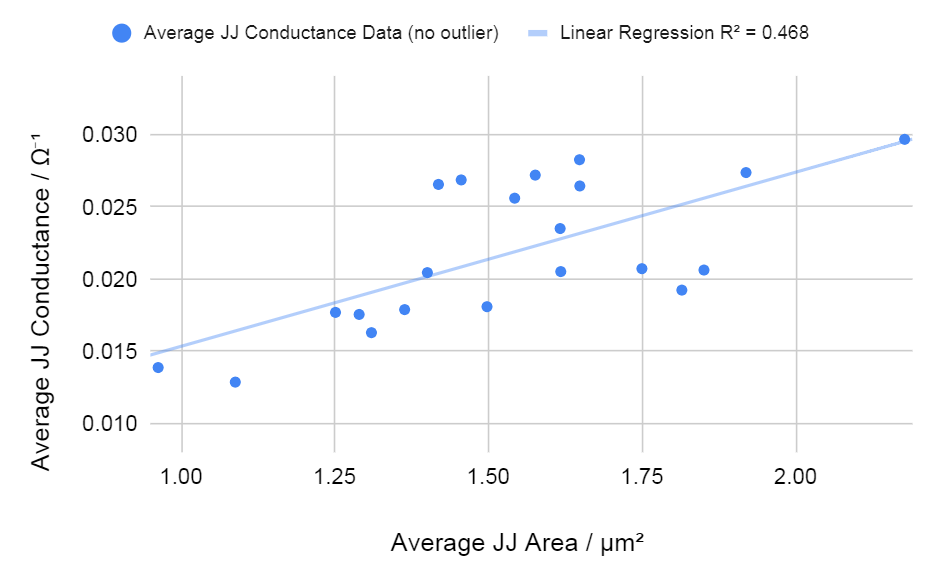 Average JJ Conductance Data (no outlier) Linear Regression R² = 0.468
Average JJ Conductance / Ω⁻¹
0.030
0.025
0.020
0.015
0.010
1.00 1.25 1.50 1.75 2.00
Average JJ Area / μm²